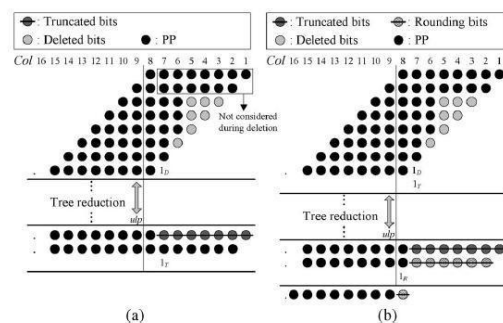 : Truncated bits
: Deleted bits : PP
Col 16 15 14 13 12 11 10 9 8 7 6 5 4 3 2 1
Not considered
during deletion
1D
Tree reduction
ulp
1T
(a)
: Truncated bits : Rounding bits
: Deleted bits : PP
Col 16 15 14 13 12 11 10 9 8 7 6 5 4 3 2 1
1D
1T
Tree reduction
ulp
1R
(b)